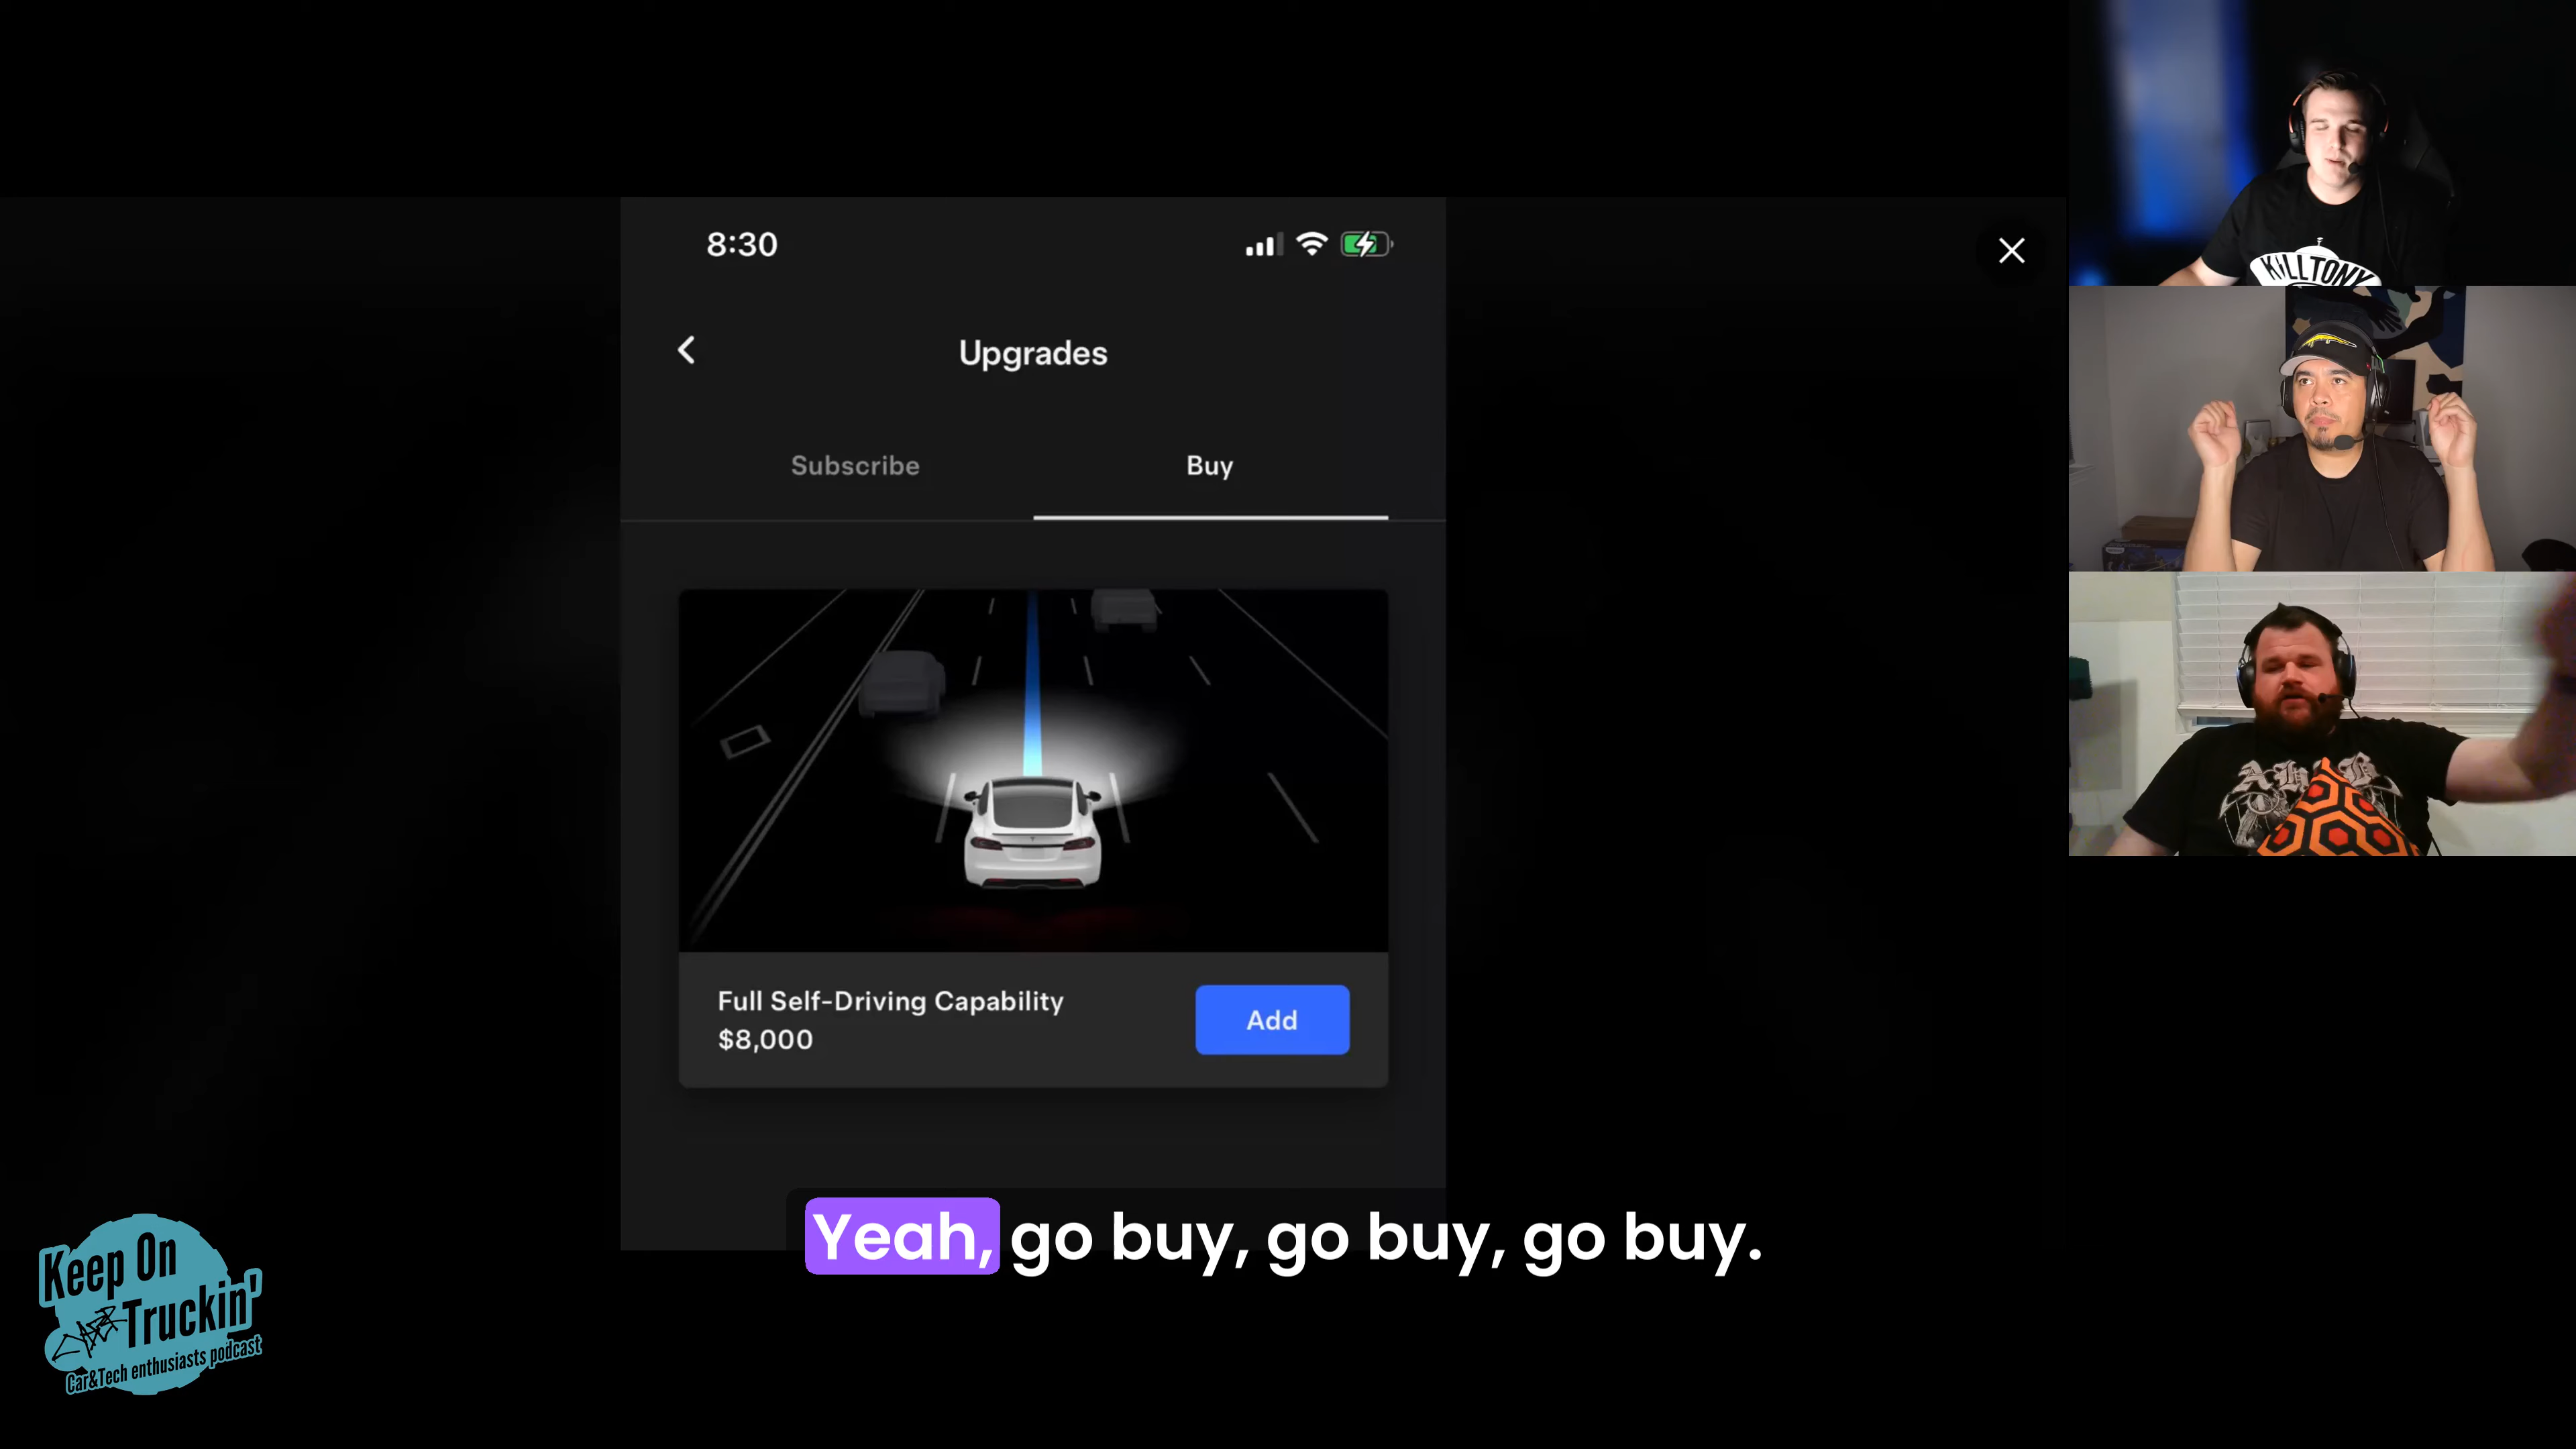 8:30
Upgrades
Subscribe
Buy
Full Self-Driving Capability
$8,000
Add
Yeah, go buy, go buy, go buy.
Keep On
Truckin'
Car&Tech enthusiasts podcast
KILLTONY